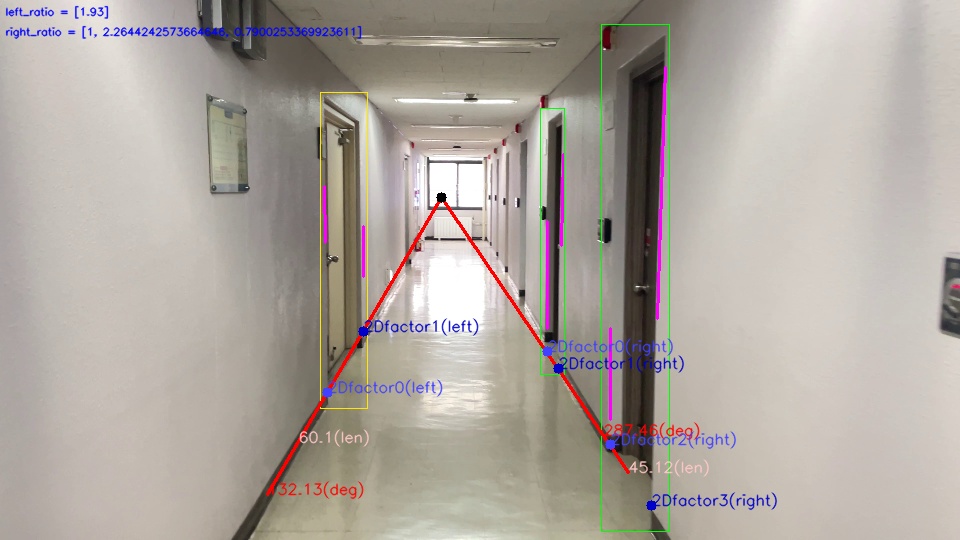 left_ratio = [1.93]
right_ratio = [1, 2.2644242573664646, 0.7900253369923611]
2Dfactor1(left)
2Dfactor0(right)
2Dfactor1(right)
2Dfactor0(left)
287.46(deg)
2Dfactor2(right)
60.1(len)
45.12(len)
32.13(deg)
2Dfactor3(right)